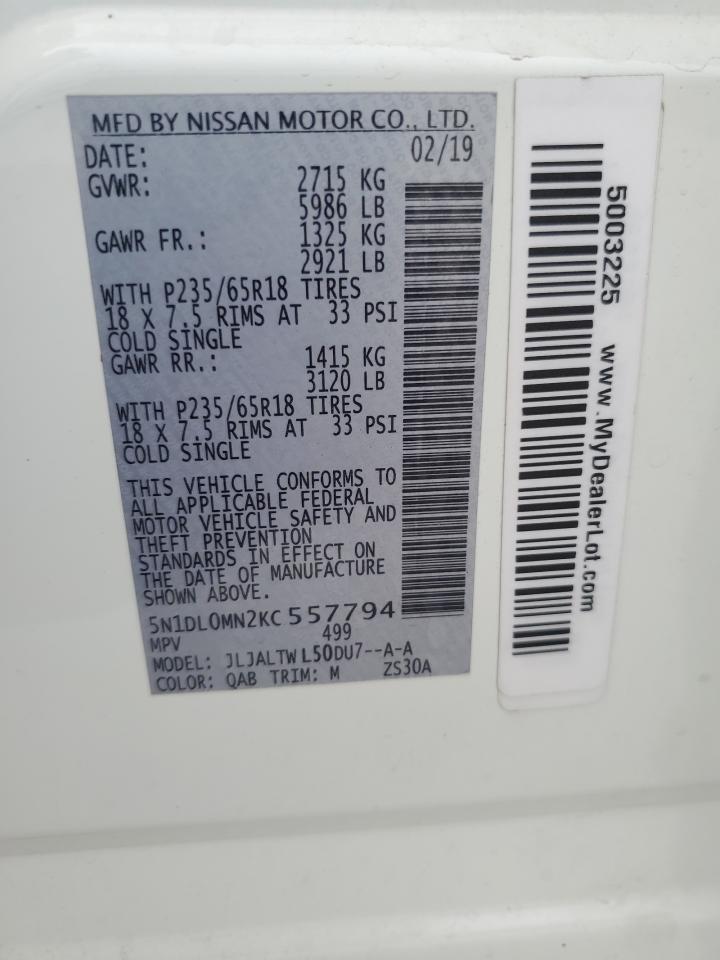 MFD BY NISSAN MOTOR CO., LTD.
DATE: 02/19
GVWR: 2715 KG
5986 LB
GAWR FR.: 1325 KG
2921 LB
WITH P235/65R18 TIRES
18 X 7.5 RIMS AT 33 PSI
COLD SINGLE
GAWR RR.: 1415 KG
3120 LB
WITH P235/65R18 TIRES
18 X 7.5 RIMS AT 33 PSI
COLD SINGLE
THIS VEHICLE CONFORMS TO
ALL APPLICABLE FEDERAL
MOTOR VEHICLE SAFETY AND
THEFT PREVENTION
STANDARDS IN EFFECT ON
THE DATE OF MANUFACTURE
SHOWN ABOVE.
5N1DL0MN2KC 557794
MPV 499
MODEL: JLJALTW L50DU7--A-A
COLOR: QAB TRIM: M ZS30A
5003225 www.MyDealerLot.com